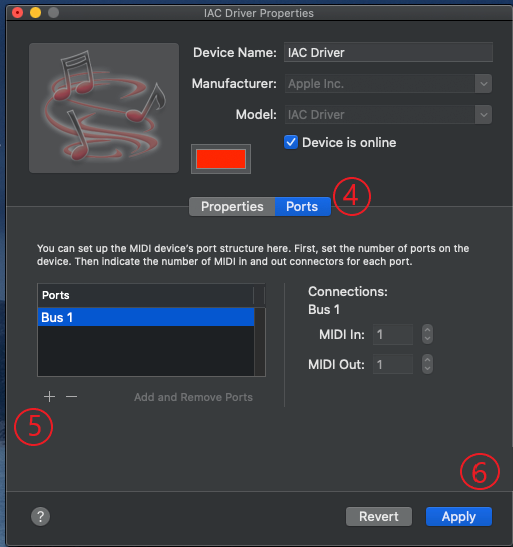 IAC Driver Properties
Device Name: IAC Driver
Manufacturer: Apple Inc.
Model: IAC Driver
Device is online
Properties Ports ④
You can set up the MIDI device's port structure here. First, set the number of ports on the
device. Then indicate the number of MIDI in and out connectors for each port.
Ports
Bus 1
Connections:
Bus 1
MIDI In: 1
MIDI Out: 1
+ − Add and Remove Ports
⑤
⑥
? Revert Apply